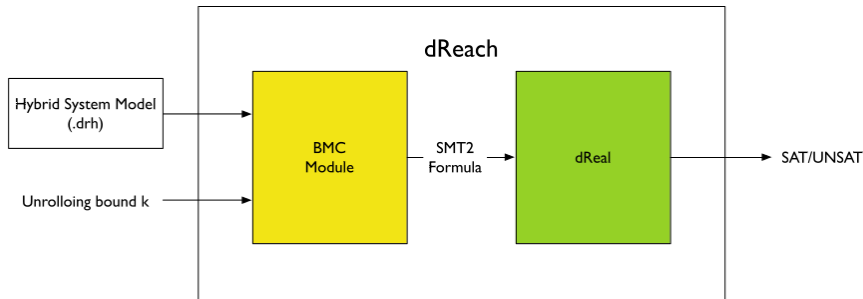 dReach
Hybrid System Model
(.drh)
BMC
Module
SMT2
Formula
dReal
SAT/UNSAT
Unrolloing bound k